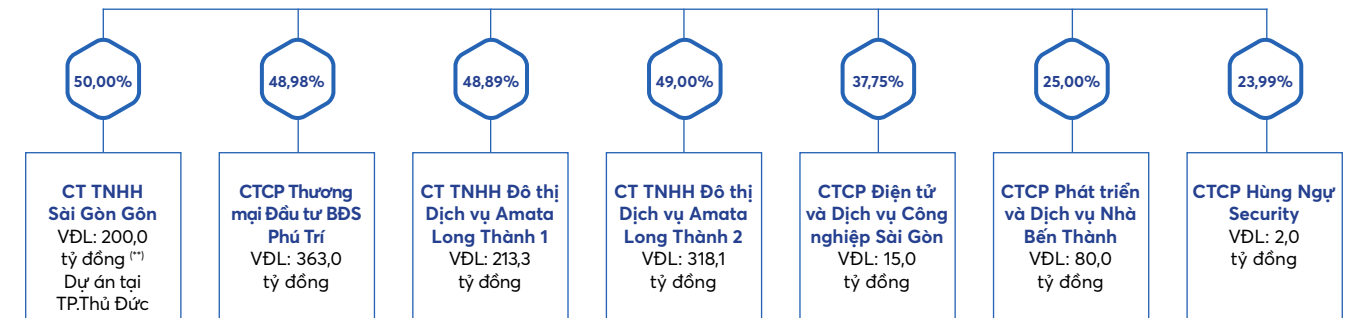 50,00%
48,98%
48,89%
49,00%
37,75%
25,00%
23,99%
CT TNHH
Sài Gòn Gôn
VĐL: 200,0
tỷ đồng (**)
Dự án tại
TP.Thủ Đức
CTCP Thương
mại Đầu tư BĐS
Phú Trí
VĐL: 363,0
tỷ đồng
CT TNHH Đô thị
Dịch vụ Amata
Long Thành 1
VĐL: 213,3
tỷ đồng
CT TNHH Đô thị
Dịch vụ Amata
Long Thành 2
VĐL: 318,1
tỷ đồng
CTCP Điện tử
và Dịch vụ Công
nghiệp Sài Gòn
VĐL: 15,0
tỷ đồng
CTCP Phát triển
và Dịch vụ Nhà
Bến Thành
VĐL: 80,0
tỷ đồng
CTCP Hùng Ngự
Security
VĐL: 2,0
tỷ đồng